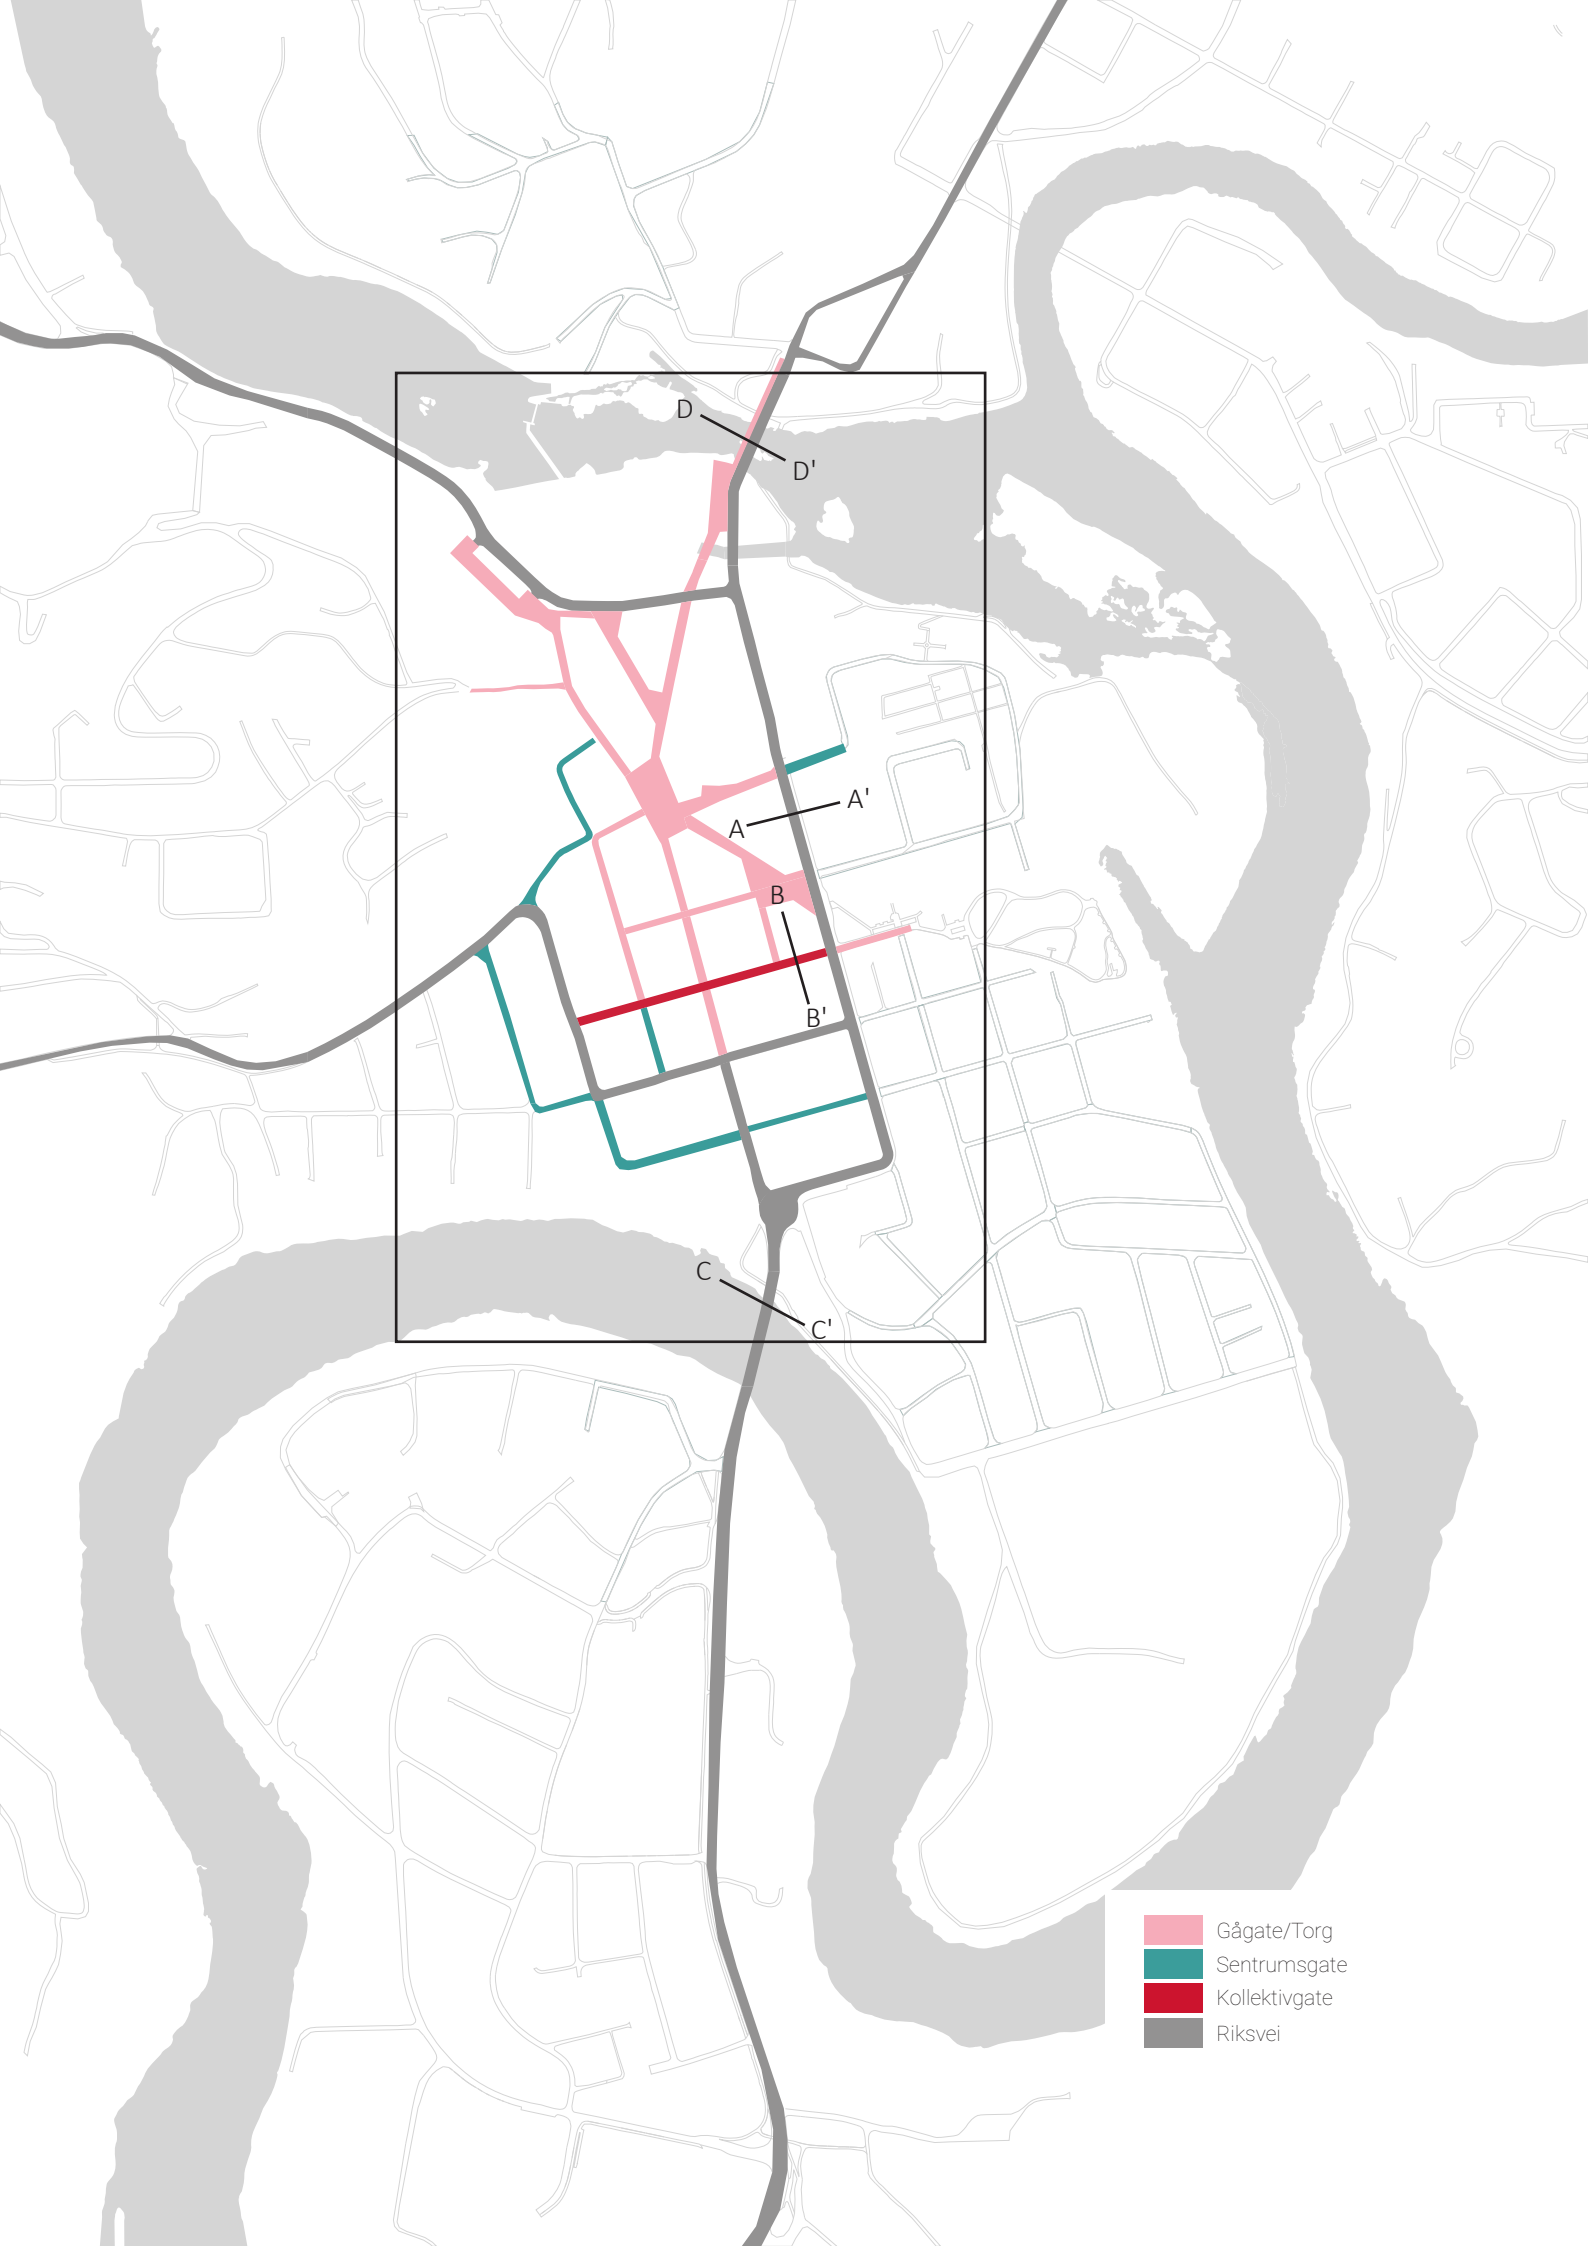 D
D'
A'
A
B
B'
C
C'
Gågate/Torg
Sentrumsgate
Kollektivgate
Riksvei